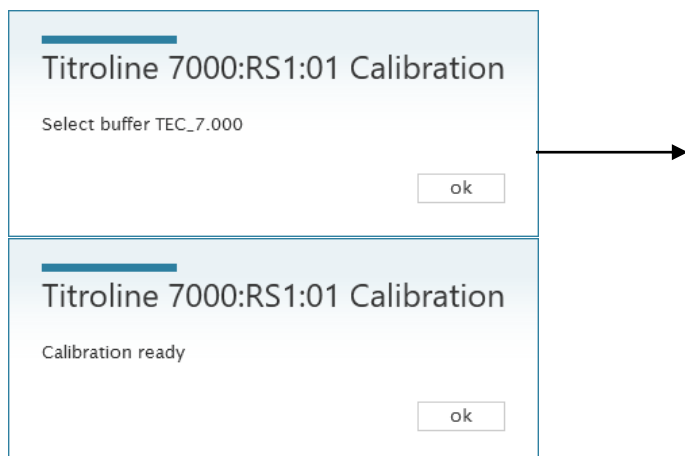 Titroline 7000:RS1:01 Calibration
Select buffer TEC_7.000
ok
Titroline 7000:RS1:01 Calibration
Calibration ready
ok